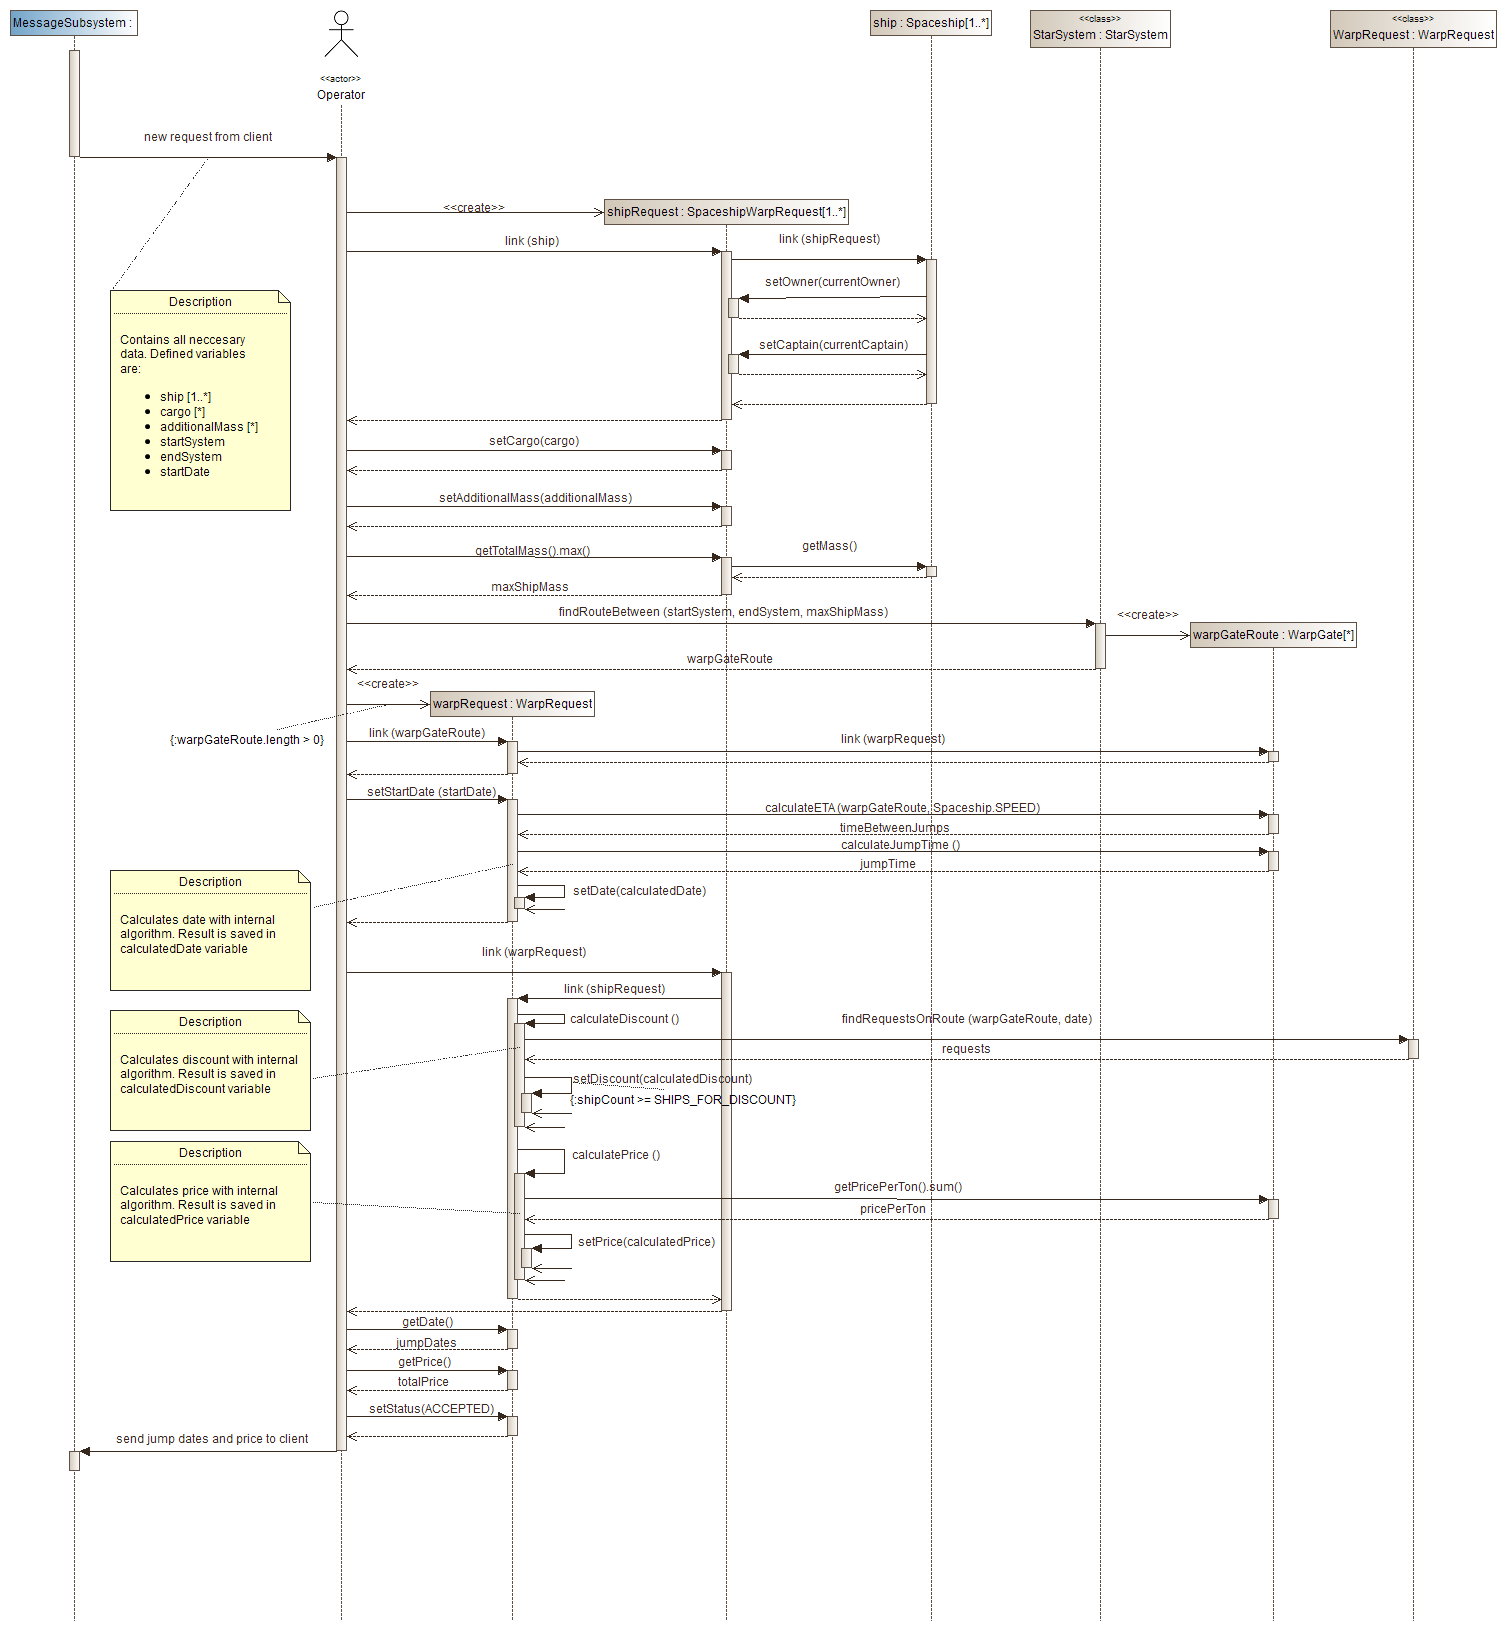 MessageSubsystem :
<<actor>>
Operator
ship : Spaceship[1..*]
<<class>>
StarSystem : StarSystem
<<class>>
WarpRequest : WarpRequest
new request from client
<<create>>
shipRequest : SpaceshipWarpRequest[1..*]
link (ship)
link (shipRequest)
setOwner(currentOwner)
Description
Contains all neccesary
data. Defined variables
are:
• ship [1..*]
• cargo [*]
• additionalMass [*]
• startSystem
• endSystem
• startDate
setCaptain(currentCaptain)
setCargo(cargo)
setAdditionalMass(additionalMass)
getTotalMass().max()
getMass()
maxShipMass
findRouteBetween (startSystem, endSystem, maxShipMass)
<<create>>
warpGateRoute : WarpGate[*]
warpGateRoute
<<create>>
warpRequest : WarpRequest
{:warpGateRoute.length > 0}
link (warpGateRoute)
link (warpRequest)
setStartDate (startDate)
calculateETA (warpGateRoute, Spaceship.SPEED)
timeBetweenJumps
calculateJumpTime ()
jumpTime
setDate(calculatedDate)
Description
Calculates date with internal
algorithm. Result is saved in
calculatedDate variable
link (warpRequest)
link (shipRequest)
calculateDiscount ()
findRequestsOnRoute (warpGateRoute, date)
requests
Description
Calculates discount with internal
algorithm. Result is saved in
calculatedDiscount variable
setDiscount(calculatedDiscount)
{:shipCount >= SHIPS_FOR_DISCOUNT}
calculatePrice ()
Description
Calculates price with internal
algorithm. Result is saved in
calculatedPrice variable
getPricePerTon().sum()
pricePerTon
setPrice(calculatedPrice)
getDate()
jumpDates
getPrice()
totalPrice
setStatus(ACCEPTED)
send jump dates and price to client